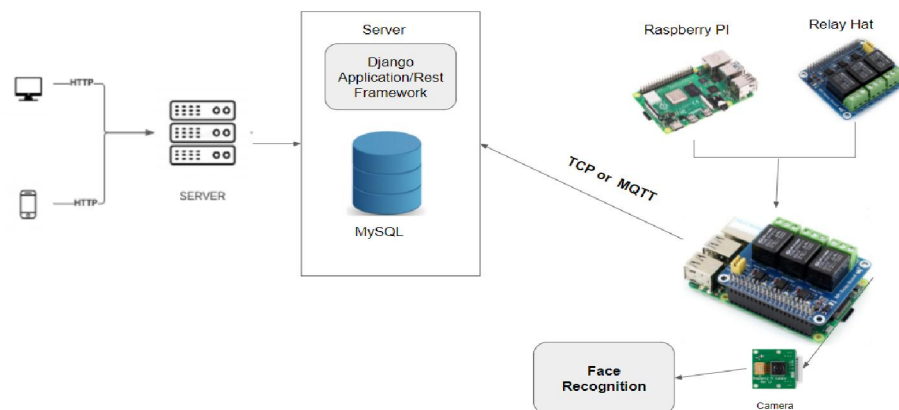 HTTP
HTTP
SERVER
Server
Django
Application/Rest
Framework
MySQL
TCP or MQTT
Raspberry PI
Relay Hat
Camera
Face
Recognition